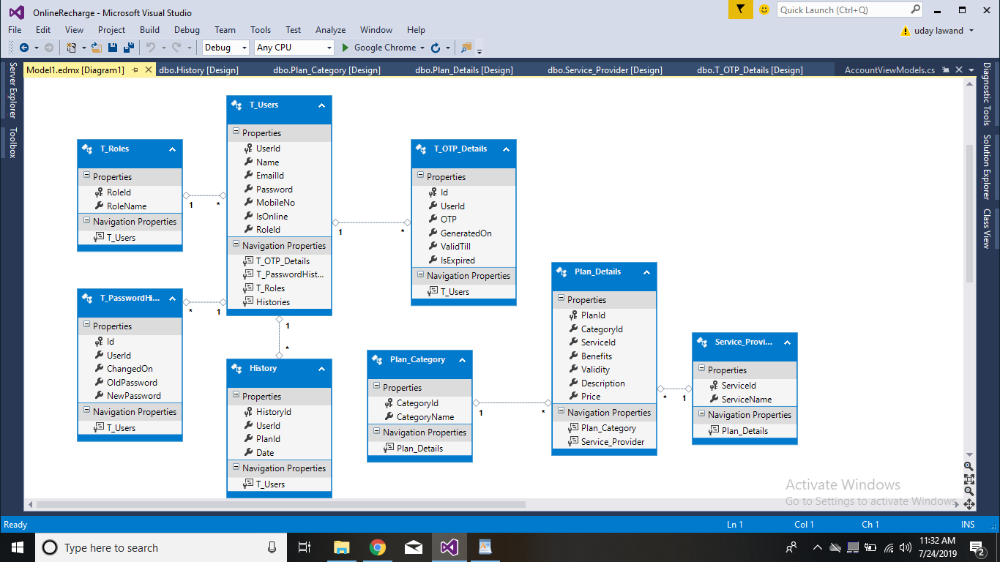 OnlineRecharge - Microsoft Visual Studio
Quick Launch (Ctrl+Q)
File Edit View Project Build Debug Team Tools Test Analyze Window Help
uday lawand
Debug Any CPU Google Chrome
Model1.edmx [Diagram1] dbo.History [Design] dbo.Plan_Category [Design] dbo.Plan_Details [Design] dbo.Service_Provider [Design] dbo.T_OTP_Details [Design] AccountViewModels.cs
Server Explorer
Toolbox
Diagnostic Tools
Solution Explorer
Class View
T_Roles
Properties
RoleId
RoleName
Navigation Properties
T_Users
1 *
T_Users
Properties
UserId
Name
EmailId
Password
MobileNo
IsOnline
RoleId
Navigation Properties
T_OTP_Details
T_PasswordHist...
T_Roles
Histories
1 *
T_OTP_Details
Properties
Id
UserId
OTP
GeneratedOn
ValidTill
IsExpired
Navigation Properties
T_Users
T_PasswordHi...
Properties
Id
UserId
ChangedOn
OldPassword
NewPassword
Navigation Properties
T_Users
* 1
1
*
History
Properties
HistoryId
UserId
PlanId
Date
Navigation Properties
T_Users
Plan_Category
Properties
CategoryId
CategoryName
Navigation Properties
Plan_Details
1 *
Plan_Details
Properties
PlanId
CategoryId
ServiceId
Benefits
Validity
Description
Price
Navigation Properties
Plan_Category
Service_Provider
* 1
Service_Provi...
Properties
ServiceId
ServiceName
Navigation Properties
Plan_Details
Activate Windows
Go to Settings to activate Windows.
Ready Ln 1 Col 1 Ch 1 INS
Type here to search
11:32 AM
7/24/2019
2